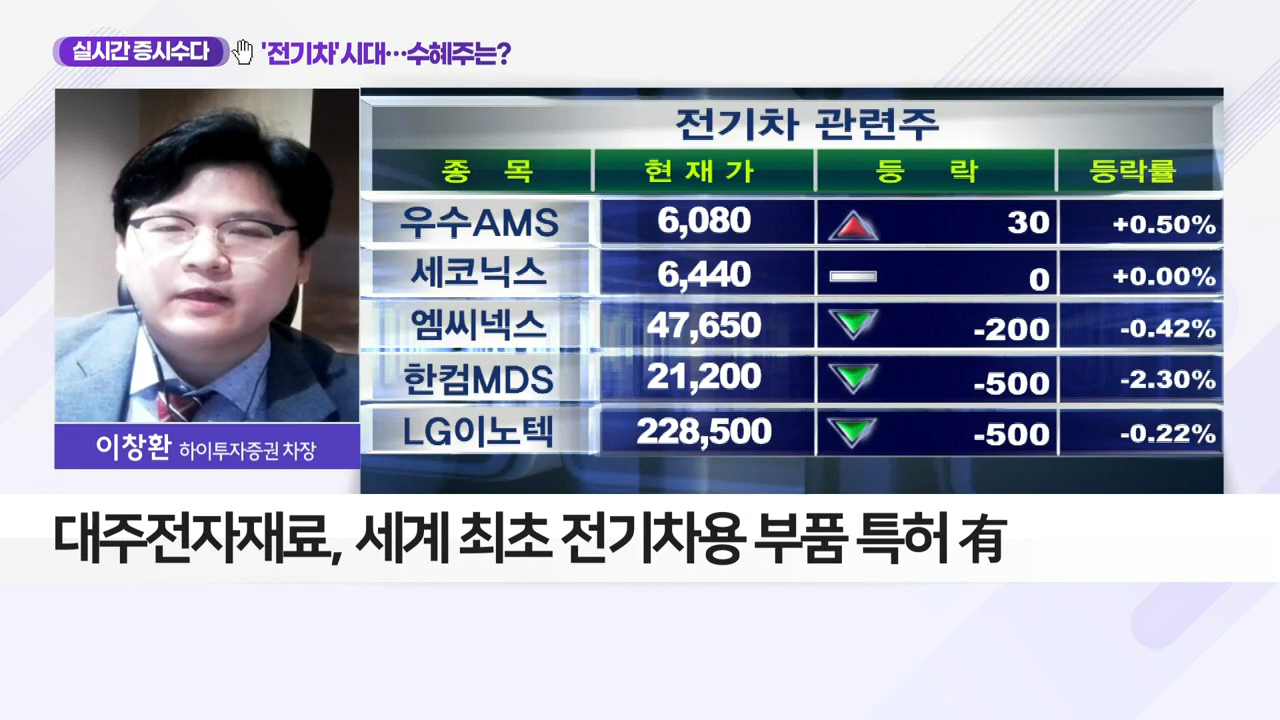 실시간 증시수다 '전기차' 시대…수혜주는?
전기차 관련주
종 목 현 재 가 등 락 등락률
우수AMS 6,080 30 +0.50%
세코닉스 6,440 0 +0.00%
엠씨넥스 47,650 -200 -0.42%
한컴MDS 21,200 -500 -2.30%
LG이노텍 228,500 -500 -0.22%
이창환 하이투자증권 차장
대주전자재료, 세계 최초 전기차용 부품 특허 有